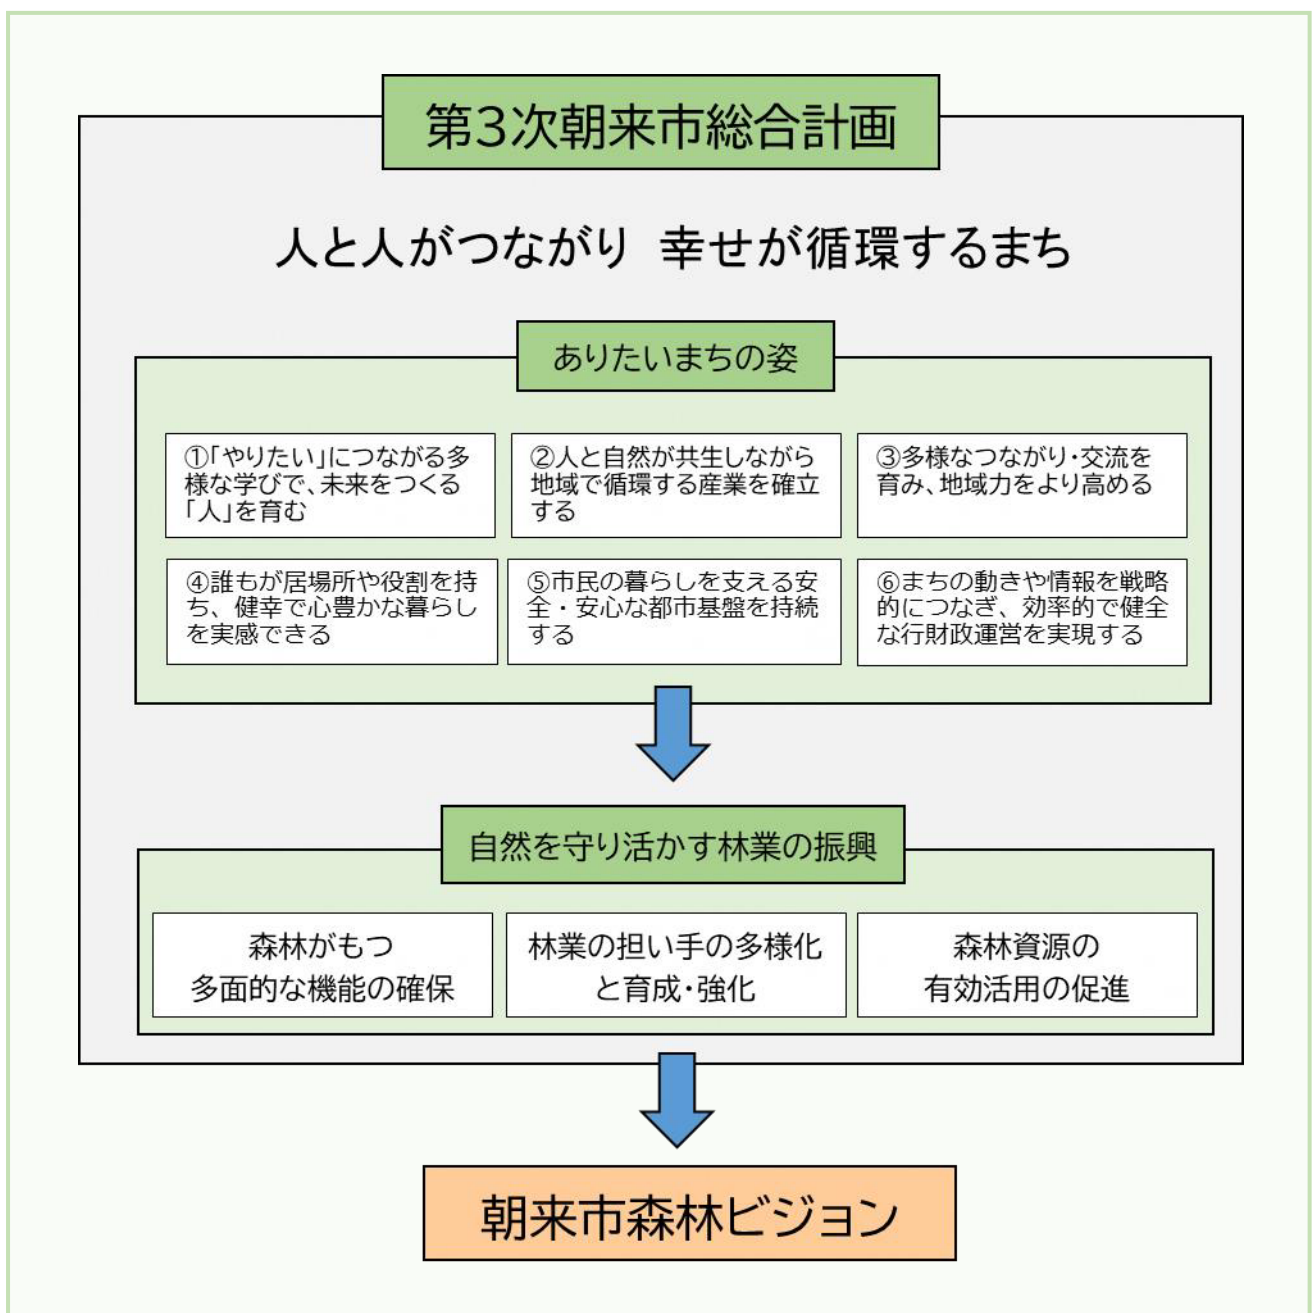 第3次朝来市総合計画
人と人がつながり 幸せが循環するまち
ありたいまちの姿
①「やりたい」につながる多
様な学びで、未来をつくる
「人」を育む
②人と自然が共生しながら
地域で循環する産業を確立
する
③多様なつながり・交流を
育み、地域力をより高める
④誰もが居場所や役割を持
ち、健幸で心豊かな暮らし
を実感できる
⑤市民の暮らしを支える安
全・安心な都市基盤を持続
する
⑥まちの動きや情報を戦略
的につなぎ、効率的で健全
な行財政運営を実現する
自然を守り活かす林業の振興
森林がもつ
多面的な機能の確保
林業の担い手の多様化
と育成・強化
森林資源の
有効活用の促進
朝来市森林ビジョン